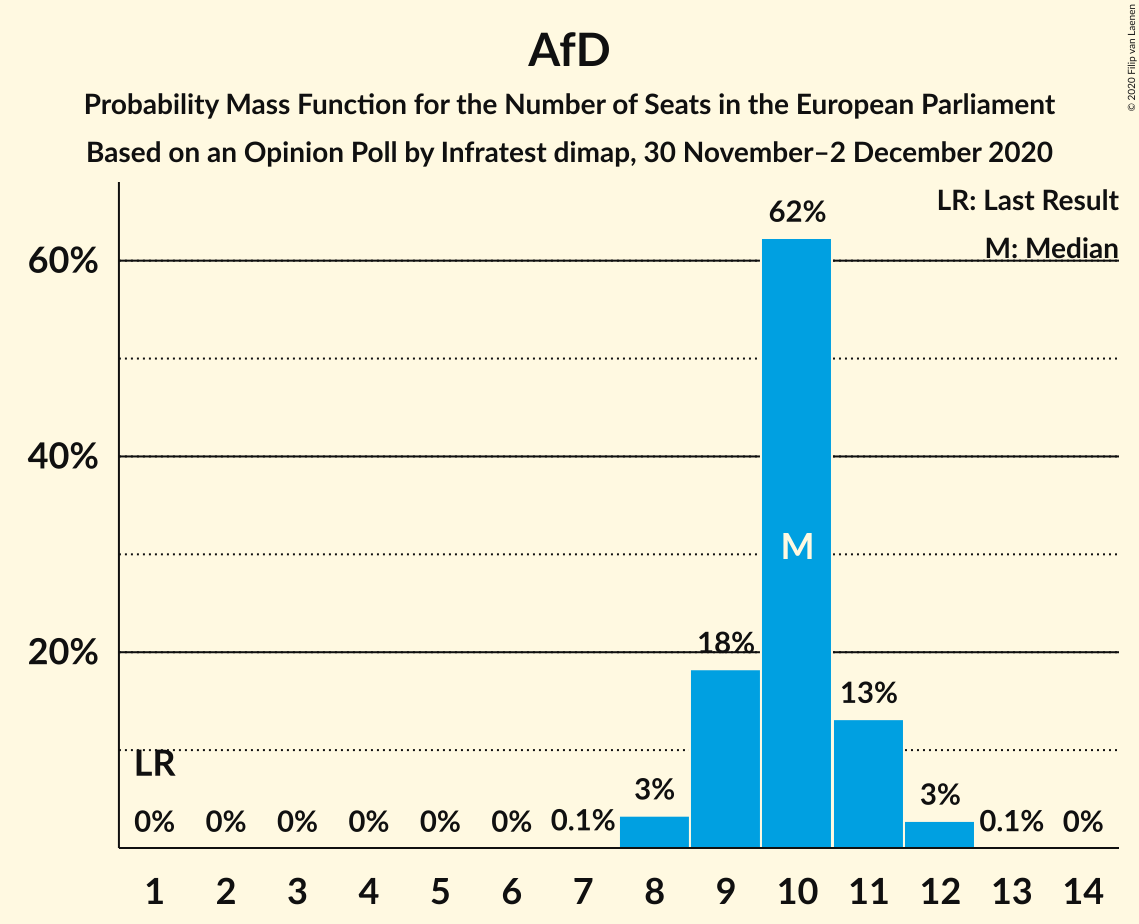 AfD
Probability Mass Function for the Number of Seats in the European Parliament
Based on an Opinion Poll by Infratest dimap, 30 November–2 December 2020
© 2020 Filip van Laenen
LR: Last Result
M: Median
62%
60%
40%
M
18%
20%
13%
LR
3%
3%
0% 0% 0% 0% 0% 0% 0.1% 0.1% 0%
1 2 3 4 5 6 7 8 9 10 11 12 13 14